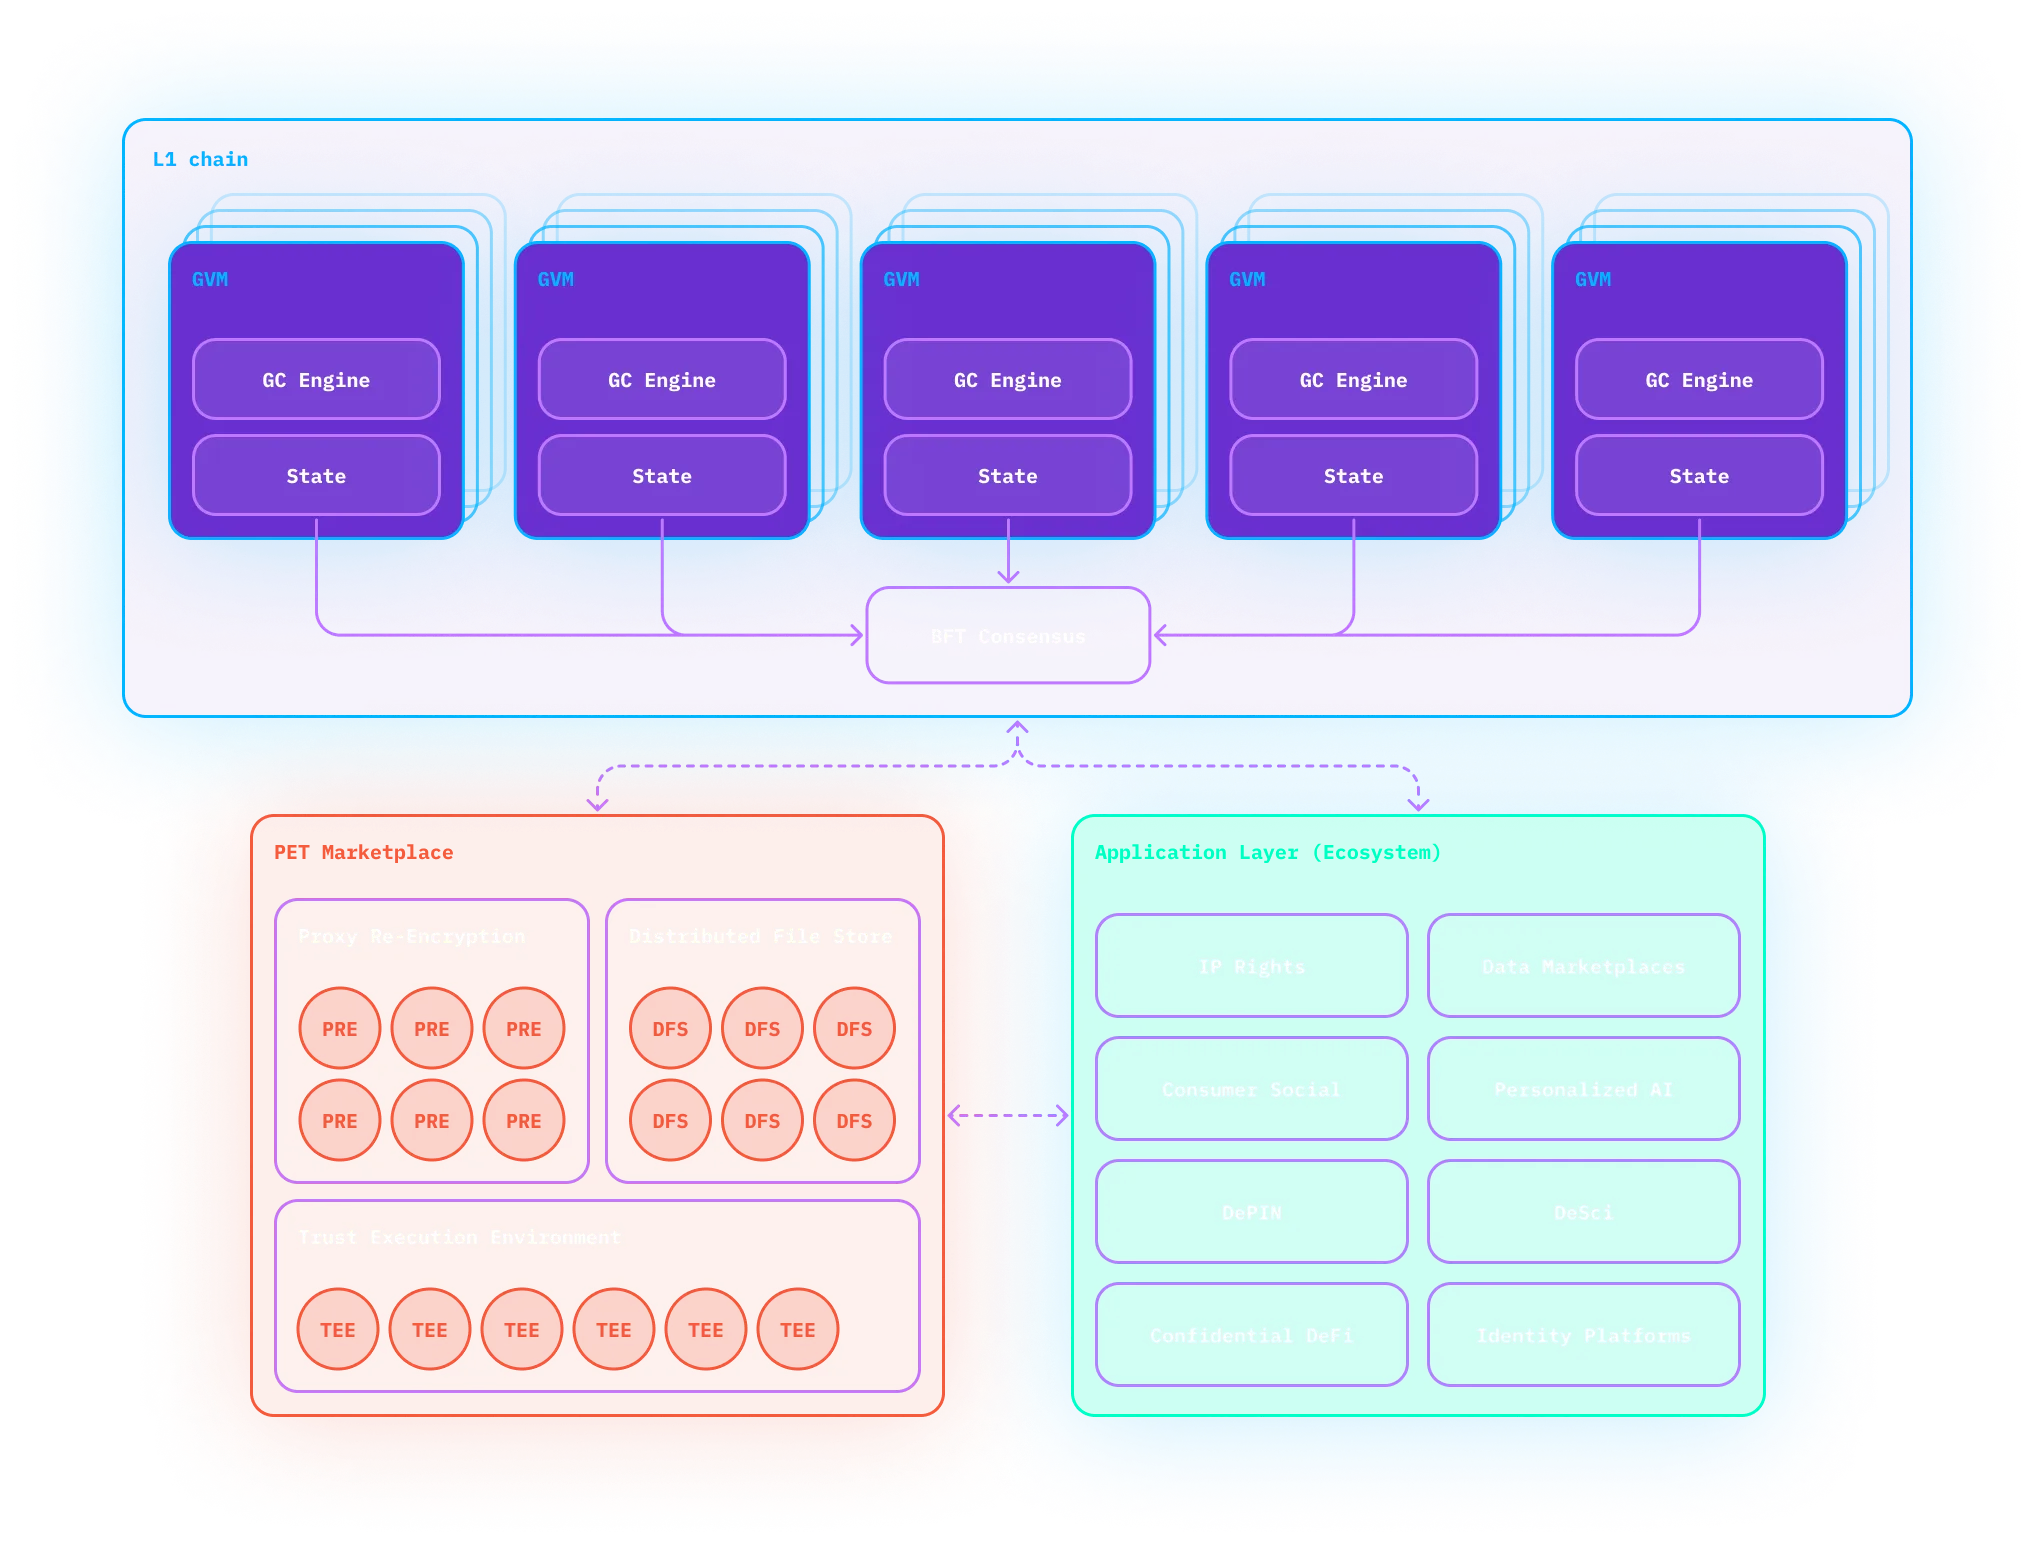 L1 chain
GVM GVM GVM GVM GVM
GC Engine GC Engine GC Engine GC Engine GC Engine
State State State State State
BFT Consensus
PET Marketplace
Proxy Re-Encryption
PRE PRE PRE
PRE PRE PRE
Distributed File Store
DFS DFS DFS
DFS DFS DFS
Trust Execution Environment
TEE TEE TEE TEE TEE TEE
Application Layer (Ecosystem)
IP Rights Data Marketplaces
Consumer Social Personalized AI
DePIN DeSci
Confidential DeFi Identity Platforms